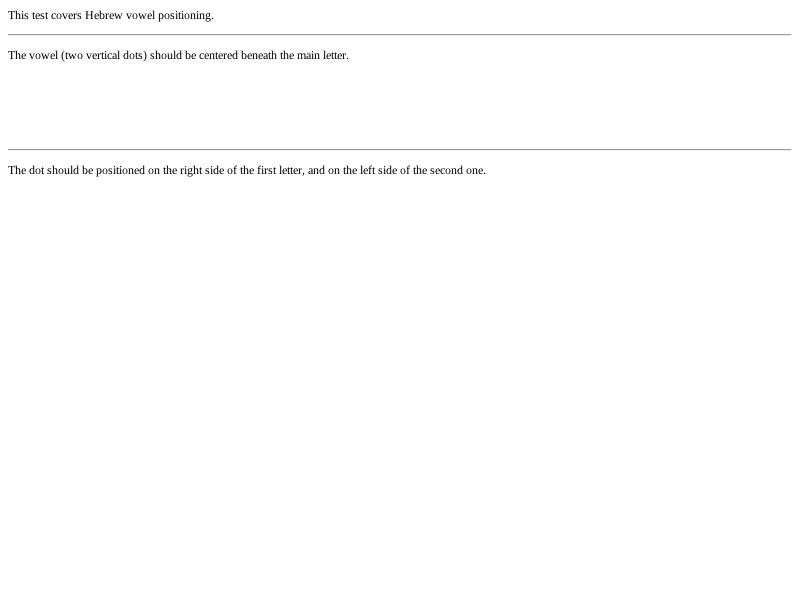 This test covers Hebrew vowel positioning.
The vowel (two vertical dots) should be centered beneath the main letter.
The dot should be positioned on the right side of the first letter, and on the left side of the second one.